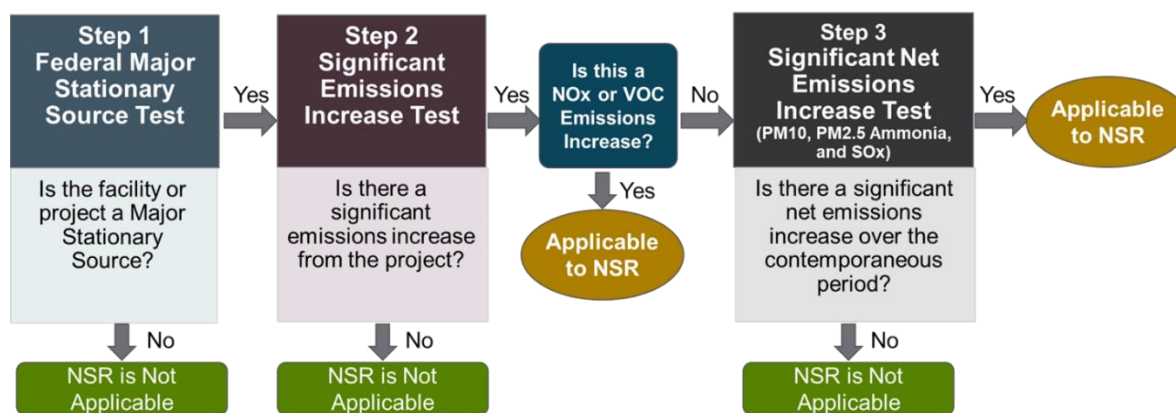 Step 1
Federal Major
Stationary
Source Test
Is the facility or
project a Major
Stationary
Source?
No
NSR is Not
Applicable
Yes
Step 2
Significant
Emissions
Increase Test
Is there a
significant
emissions increase
from the project?
No
NSR is Not
Applicable
Yes
Is this a
NOx or VOC
Emissions
Increase?
Yes
Applicable
to NSR
No
Step 3
Significant Net
Emissions
Increase Test
(PM10, PM2.5 Ammonia,
and SOx)
Is there a significant
net emissions
increase over the
contemporaneous
period?
No
NSR is Not
Applicable
Yes
Applicable
to NSR